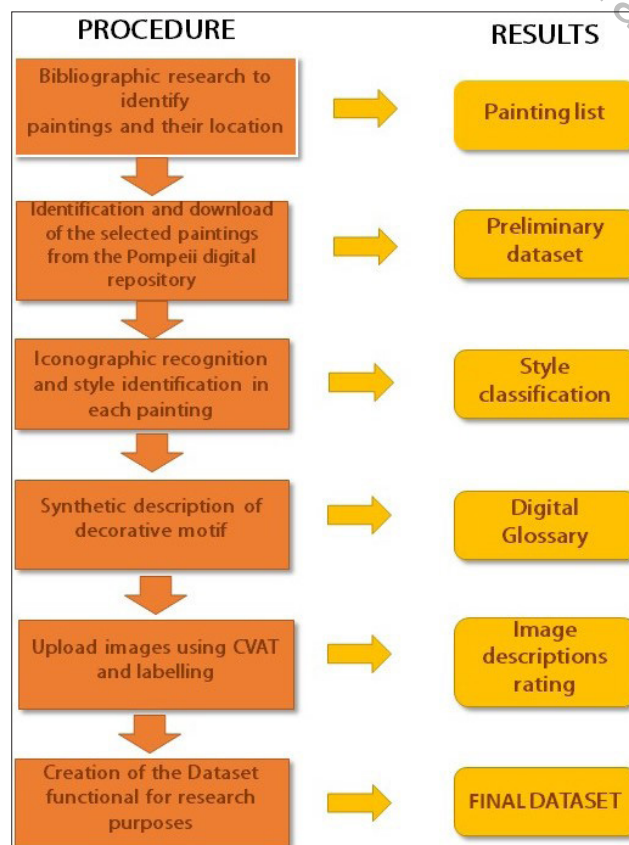 PROCEDURE
RESULTS
Bibliographic research to
identify
paintings and their location
Painting list
Identification and download
of the selected paintings
from the Pompeii digital
repository
Preliminary
dataset
Iconographic recognition
and style identification in
each painting
Style
classification
Synthetic description of
decorative motif
Digital
Glossary
Upload images using CVAT
and labelling
Image
descriptions
rating
Creation of the Dataset
functional for research
purposes
FINAL DATASET